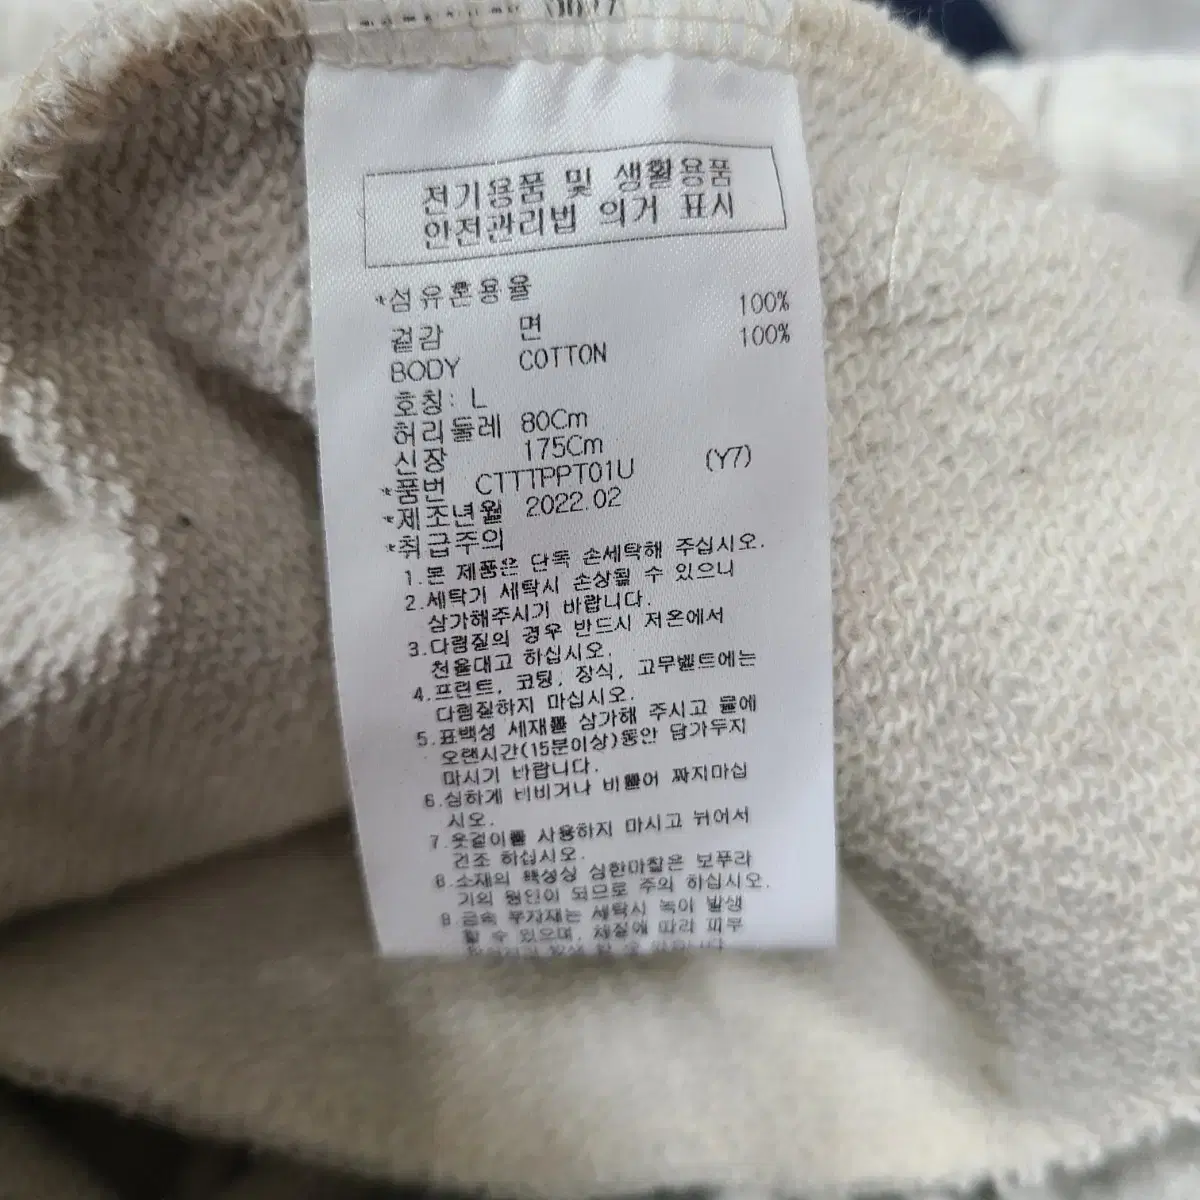 전기용품 및 생활용품
안전관리법 의거 표시
*섬유혼용율
겉감 면 100%
BODY COTTON 100%
호칭: L
허리둘레 80Cm
신장 175Cm
*품번 CTTTPPT01U (Y7)
*제조년월 2022.02
*취급주의
1.본 제품은 단독 손세탁해 주십시오.
2.세탁기 세탁시 손상될 수 있으니
삼가해주시기 바랍니다.
3.다림질의 경우 반드시 저온에서
천을대고 하십시오.
4.프린트, 코팅, 장식, 고무벨트에는
다림질하지 마십시오.
5.표백성 세재를 삼가해 주시고 물에
오랜시간(15분이상)동안 담가두지
마시기 바랍니다.
6.심하게 비비거나 비틀어 짜지마십
시오.
7.옷걸이를 사용하지 마시고 뉘어서
건조 하십시오.
8.소재의 특성상 심한마찰은 보푸라
기의 원인이 되므로 주의 하십시오.
9.금속 부자재는 세탁시 녹이 발생
할 수 있으며, 체질에 따라 피부